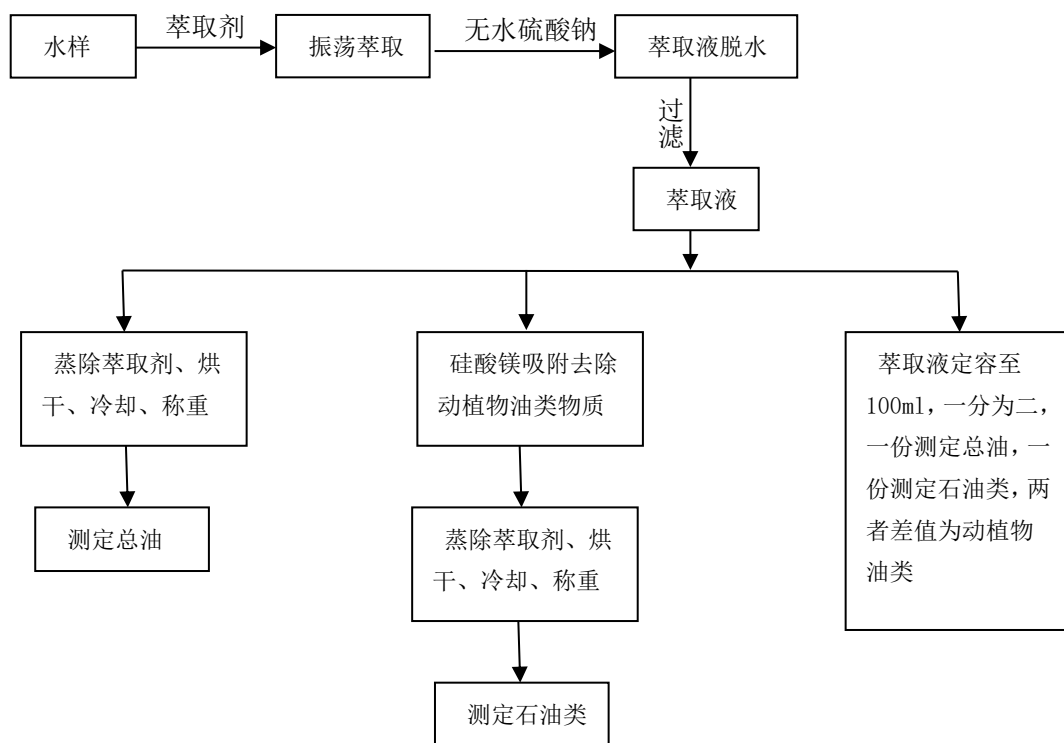 水样
萃取剂
振荡萃取
无水硫酸钠
萃取液脱水
过
滤
萃取液
蒸除萃取剂、烘
干、冷却、称重
测定总油
硅酸镁吸附去除
动植物油类物质
蒸除萃取剂、烘
干、冷却、称重
测定石油类
萃取液定容至
100ml，一分为二，
一份测定总油，一
份测定石油类，两
者差值为动植物
油类